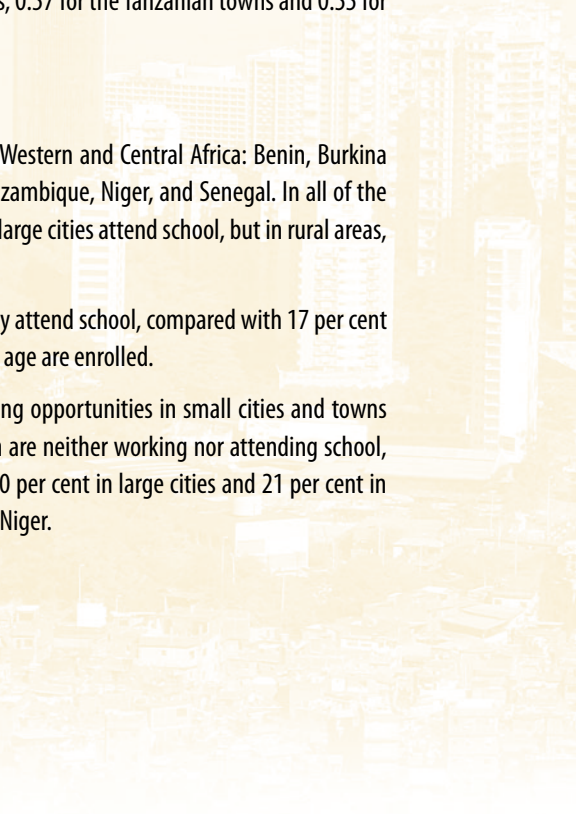 s, 0.57 for the Tanzanian towns and 0.55 for
Western and Central Africa: Benin, Burkina
zambique, Niger, and Senegal. In all of the
large cities attend school, but in rural areas,
y attend school, compared with 17 per cent
age are enrolled.
ng opportunities in small cities and towns
are neither working nor attending school,
0 per cent in large cities and 21 per cent in
Niger.